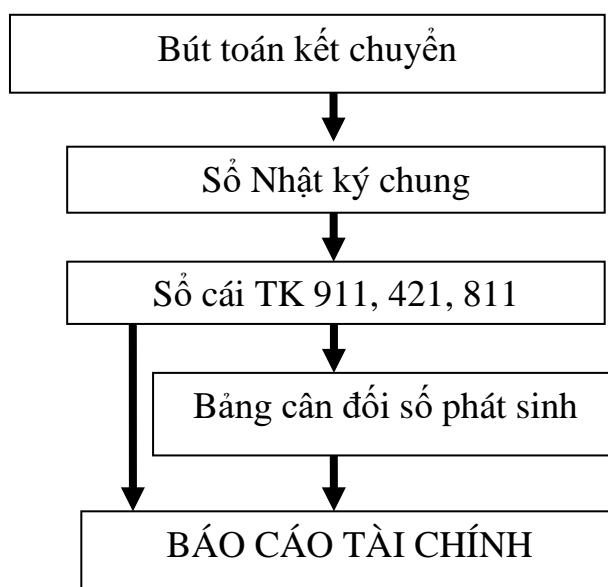 Bút toán kết chuyển
Sổ Nhật ký chung
Sổ cái TK 911, 421, 811
Bảng cân đối số phát sinh
BÁO CÁO TÀI CHÍNH